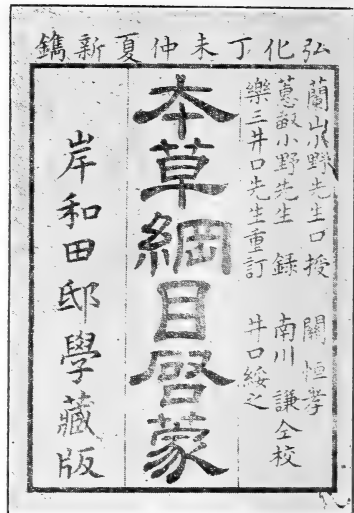 弘化丁未仲夏新鐫
蘭山小野先生口授 關 恒孝
蕙畝小野先生 録 南川 謙仝校
樂三井口先生重訂 井口綏之
本草綱目啓蒙
岸和田邸學藏版